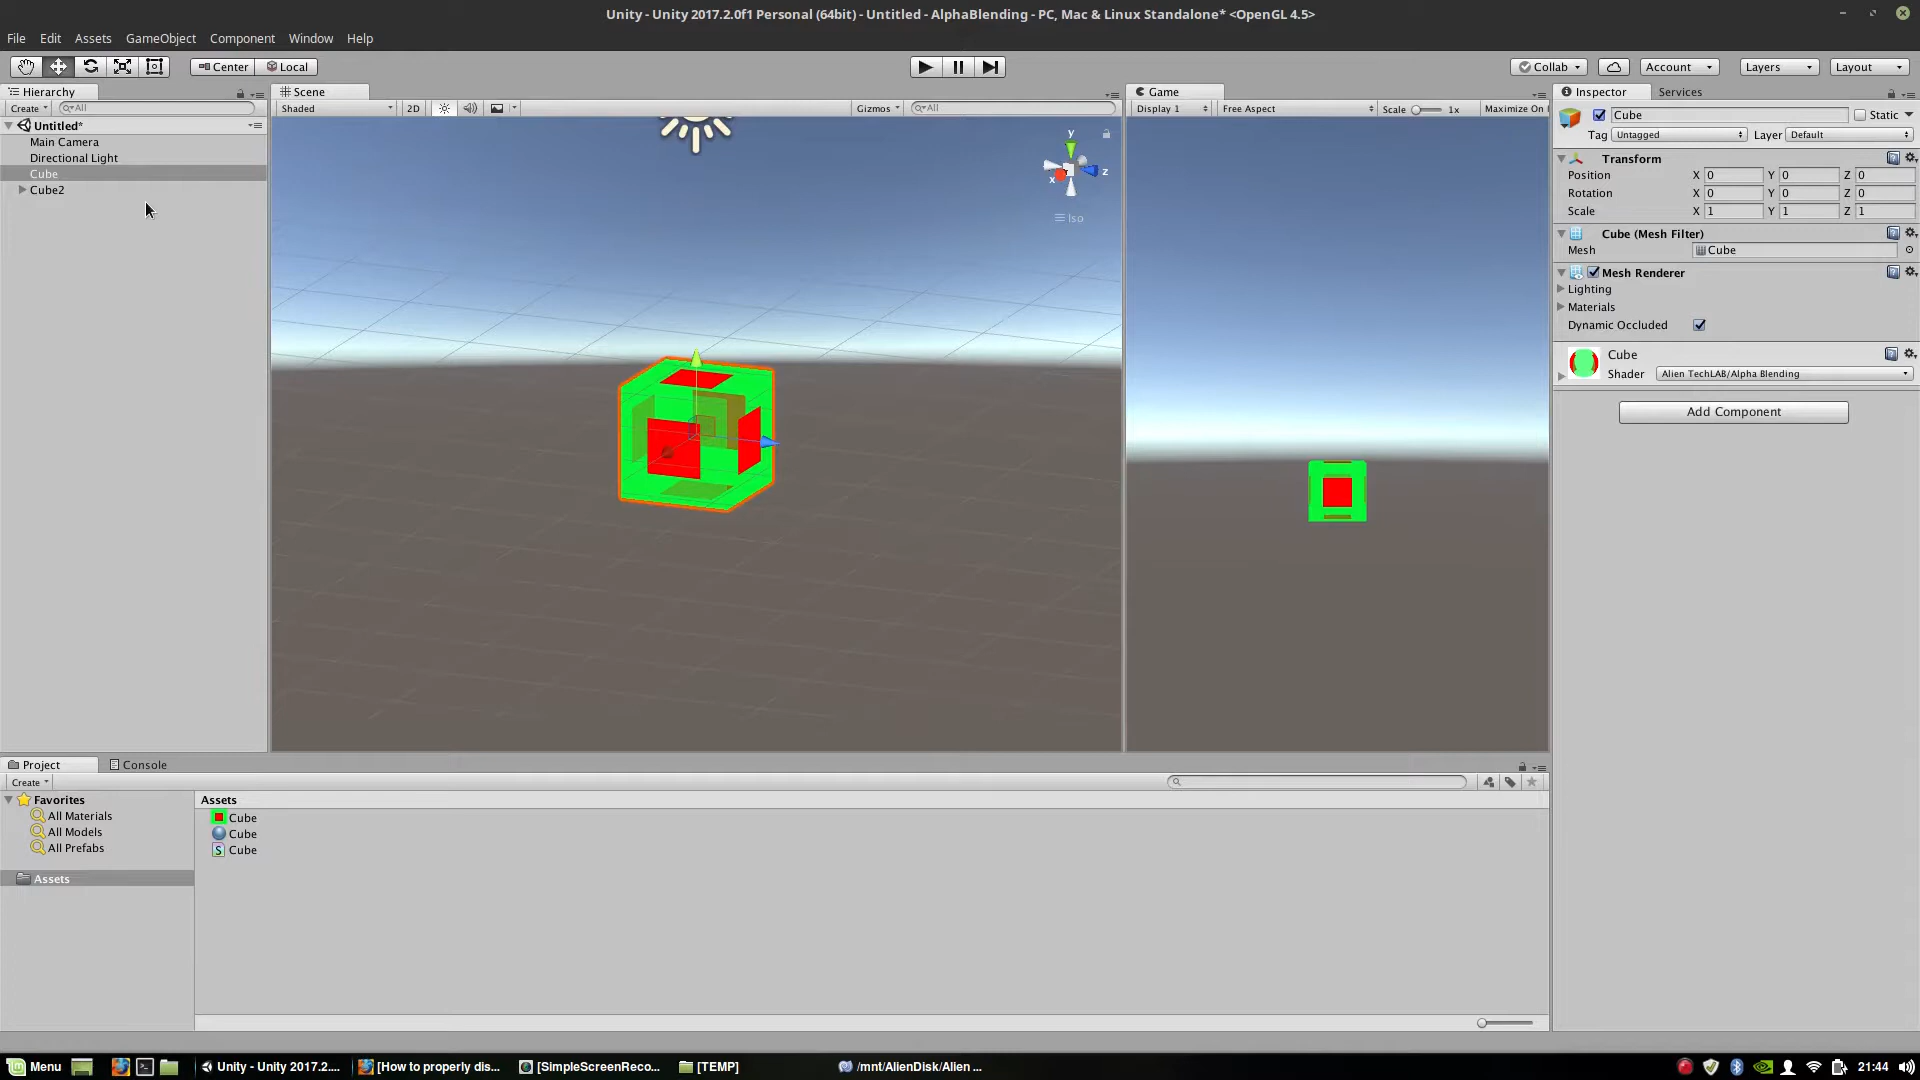 Unity - Unity 2017.2.0f1 Personal (64bit) - Untitled - AlphaBlending - PC, Mac & Linux Standalone* <OpenGL 4.5>
File Edit Assets GameObject Component Window Help
Center Local Collab Account Layers Layout
Hierarchy
Create All
Untitled*
Main Camera
Directional Light
Cube
Cube2
Scene
Shaded 2D Gizmos All
y
z
x
Iso
Game
Display 1 Free Aspect Scale 1x Maximize On
Inspector Services
Cube Static
Tag Untagged Layer Default
Transform
Position X 0 Y 0 Z 0
Rotation X 0 Y 0 Z 0
Scale X 1 Y 1 Z 1
Cube (Mesh Filter)
Mesh Cube
Mesh Renderer
Lighting
Materials
Dynamic Occluded
Cube
Shader Alien TechLAB/Alpha Blending
Add Component
Project Console
Create
Favorites
All Materials
All Models
All Prefabs
Assets
Assets
Cube
Cube
Cube
Menu Unity - Unity 2017.2.... [How to properly dis... [SimpleScreenReco... [TEMP] /mnt/AlienDisk/Alien ... 21:44